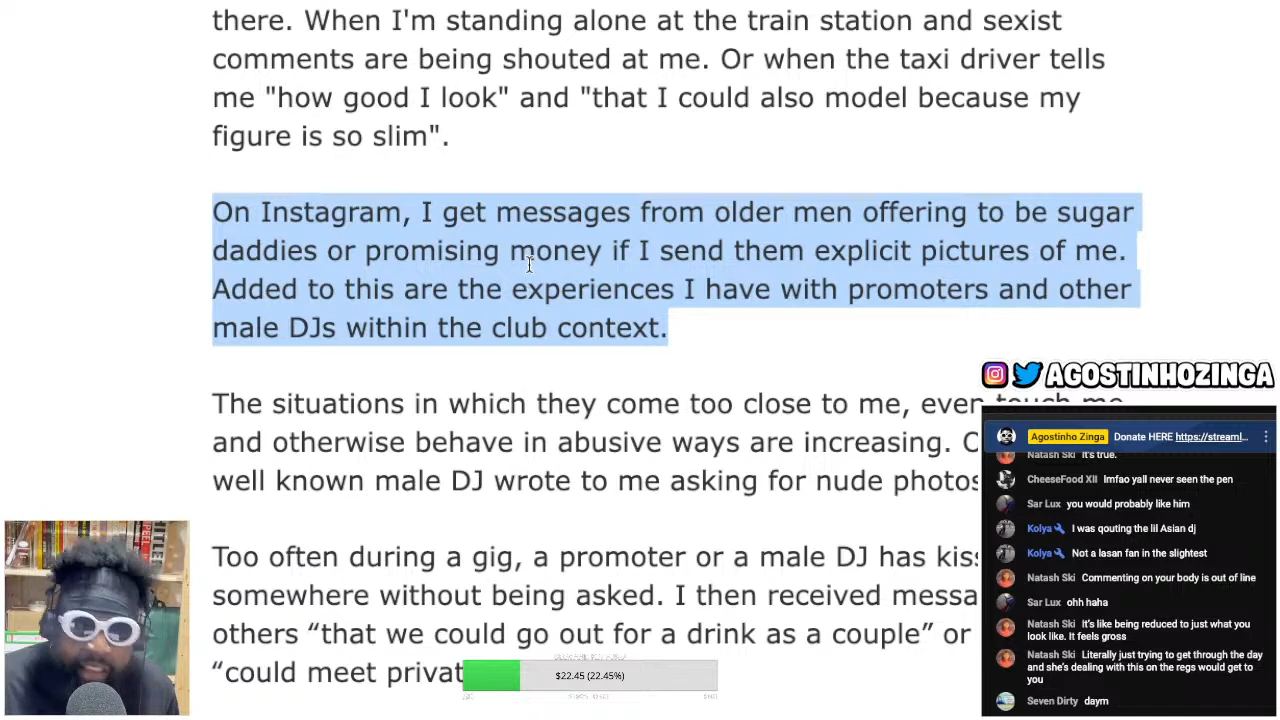 there. When I'm standing alone at the train station and sexist
comments are being shouted at me. Or when the taxi driver tells
me "how good I look" and "that I could also model because my
figure is so slim".
On Instagram, I get messages from older men offering to be sugar
daddies or promising money if I send them explicit pictures of me.
Added to this are the experiences I have with promoters and other
male DJs within the club context.
The situations in which they come too close to me, even touch me
and otherwise behave in abusive ways are increasing.
well known male DJ wrote to me asking for nude photos
Too often during a gig, a promoter or a male DJ has
somewhere without being asked. I then received
others “that we could go out for a drink as a couple” or
“could meet
$22.45 (22.45%)
AGOSTINHOZINGA
Agostinho Zinga Donate HERE https://streaml...
Natash Ski It's true.
CheeseFood XII lmfao yall never seen the pen
Sar Lux you would probably like him
Kolya I was qouting the lil Asian dj
Kolya Not a lasan fan in the slightest
Natash Ski Commenting on your body is out of line
Sar Lux ohh haha
Natash Ski It's like being reduced to just what you
look like. It feels gross
Natash Ski Literally just trying to get through the day
and she's dealing with this on the regs would get to
you
Seven Dirty daym